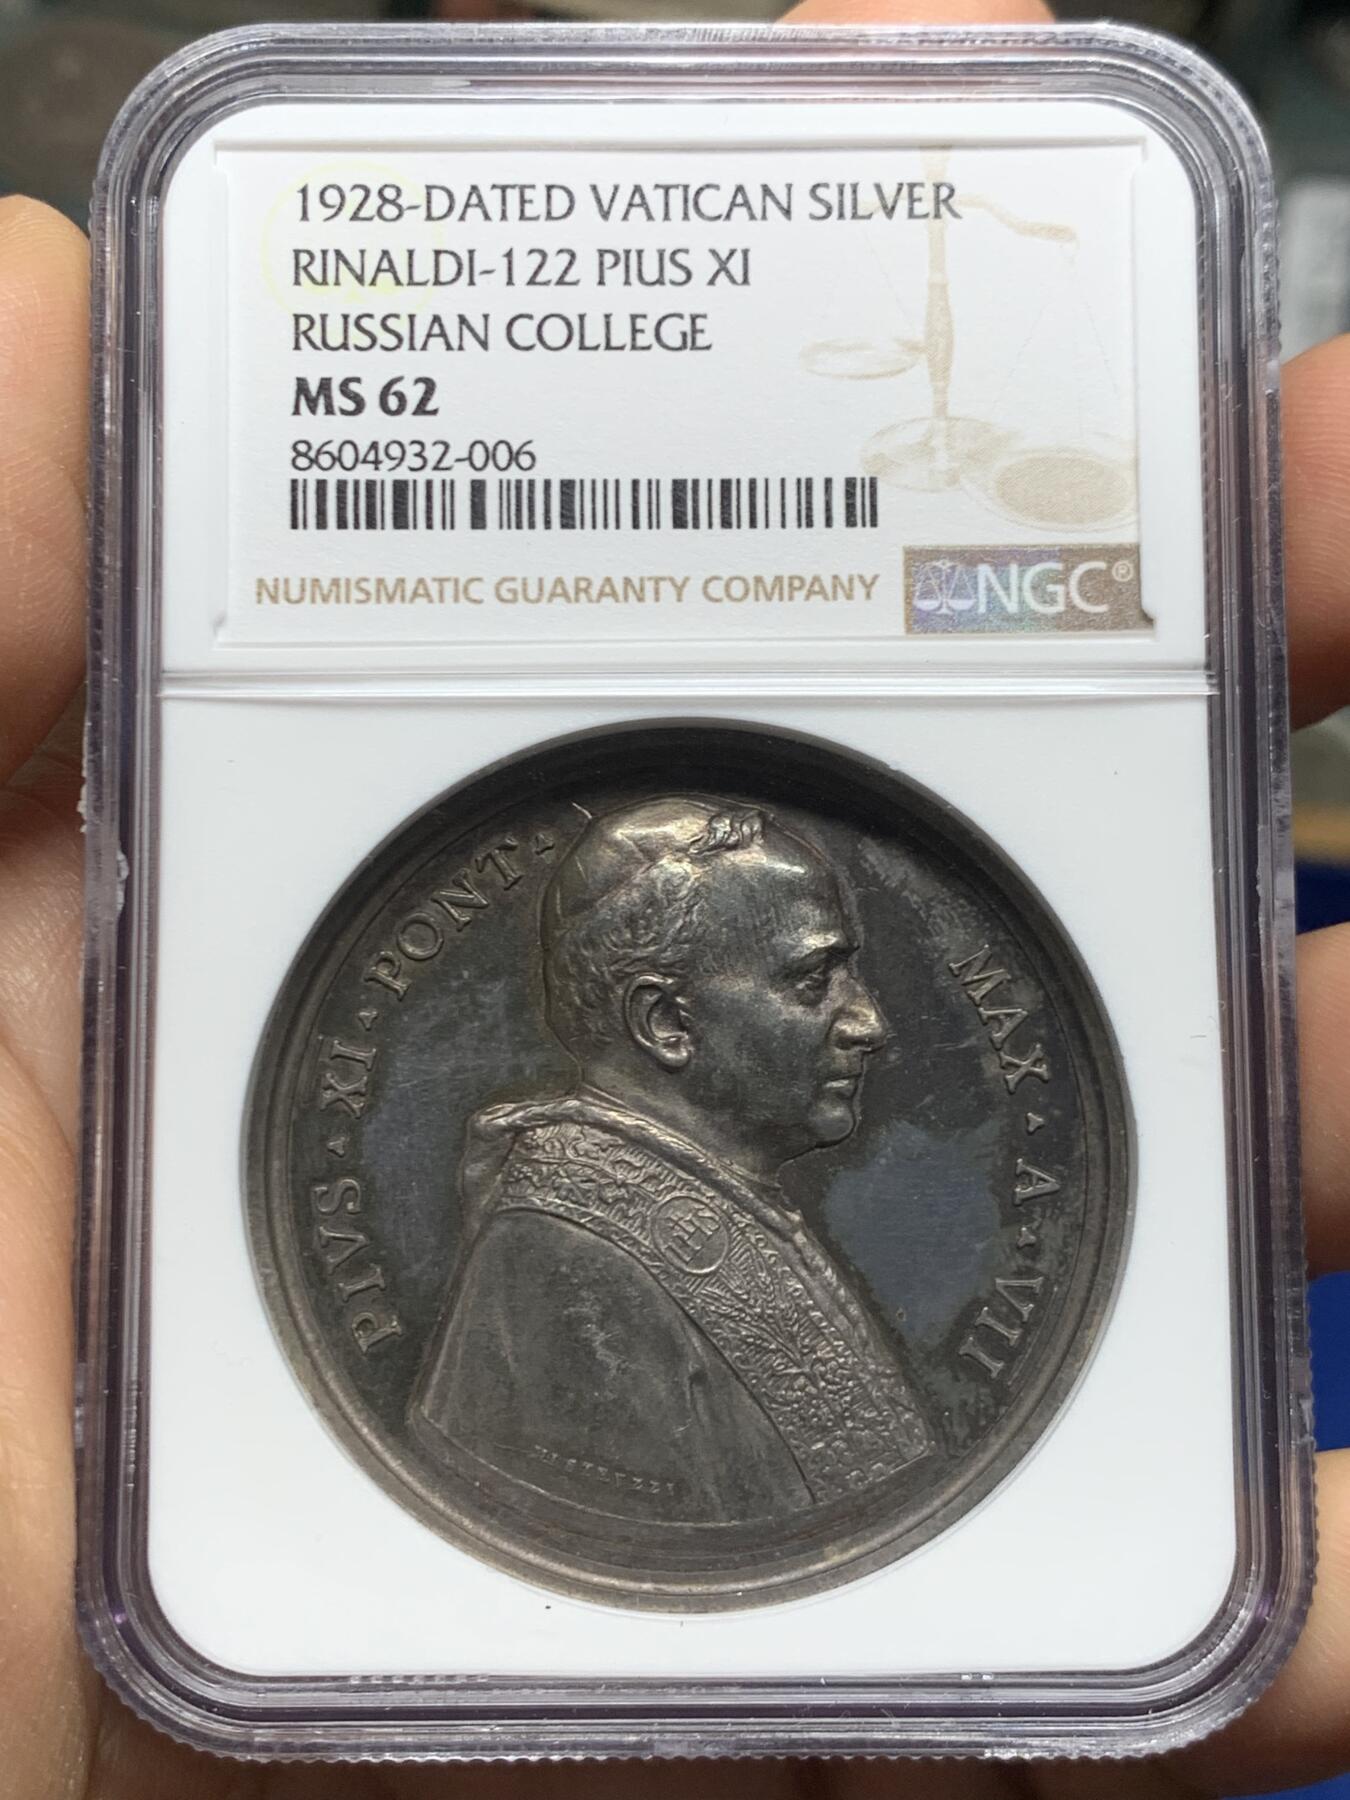 1928-DATED VATICAN SILVER
RINALDI-122 PIUS XI
RUSSIAN COLLEGE
MS 62
8604932-006
NUMISMATIC GUARANTY COMPANY
NGC®
PIVS · XI · PONT · MAX · A · VII